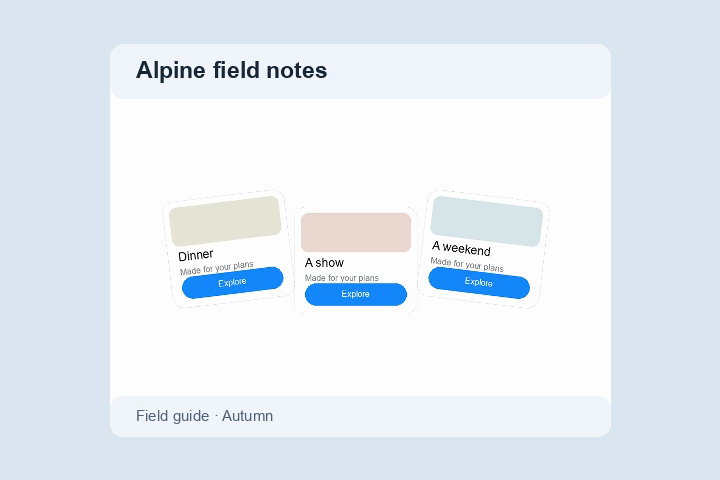 Alpine field notes
Dinner
Made for your plans
Explore
A show
Made for your plans
Explore
A weekend
Made for your plans
Explore
Field guide · Autumn